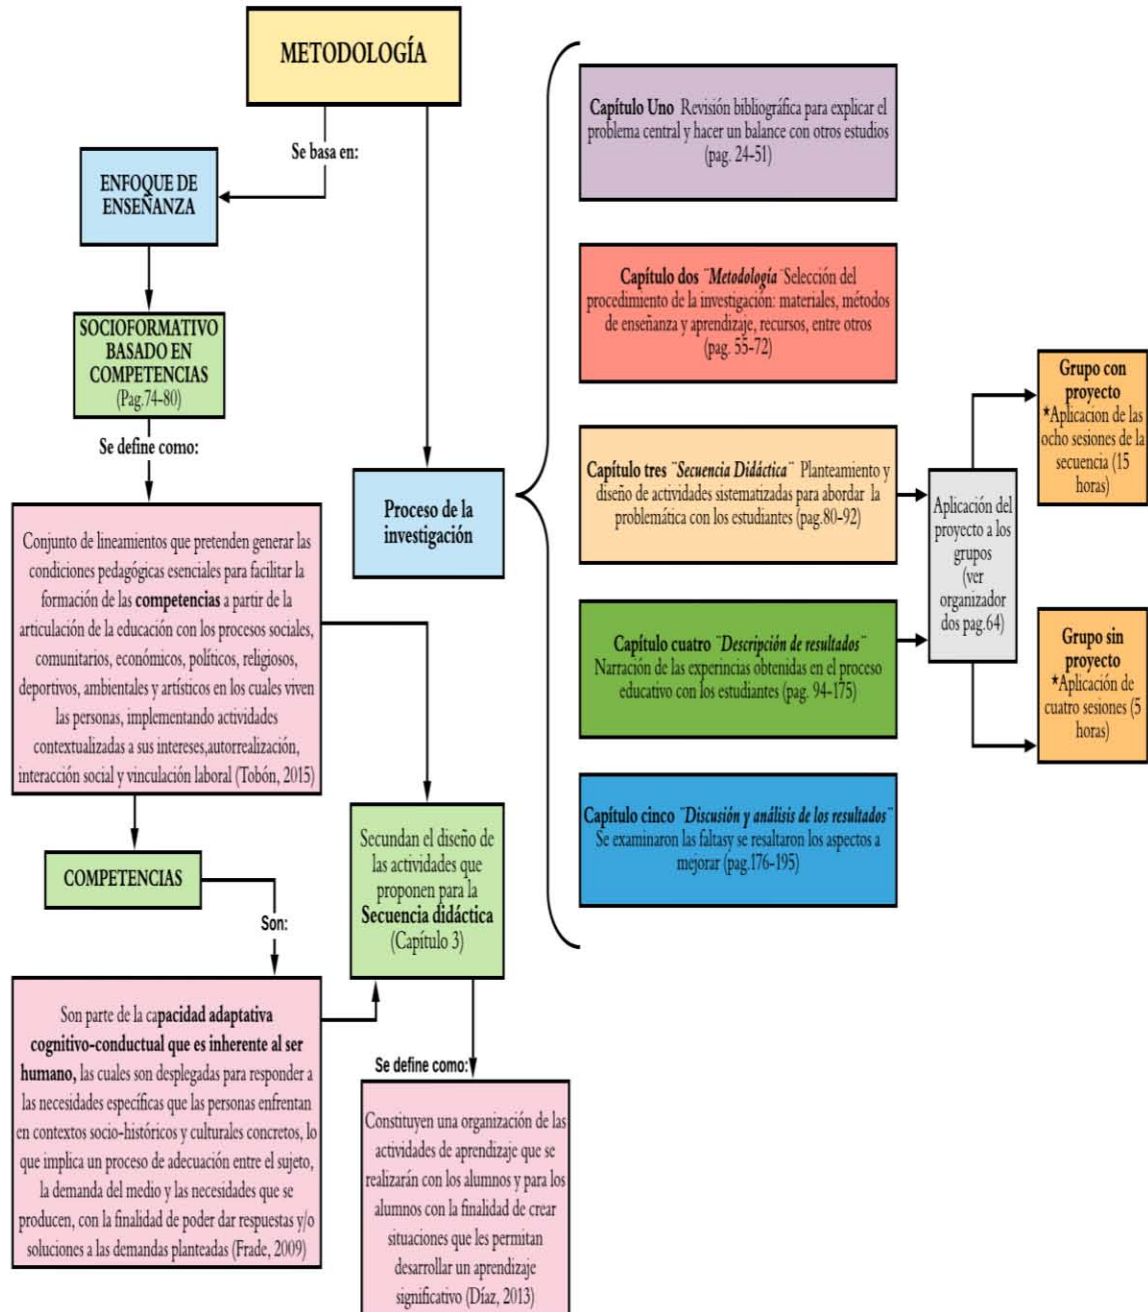 METODOLOGÍA
Se basa en:
ENFOQUE DE
ENSEÑANZA
SOCIOFORMATIVO
BASADO EN
COMPETENCIAS
(Pag.74-80)
Se define como:
Conjunto de lineamientos que pretenden generar las
condiciones pedagógicas esenciales para facilitar la
formación de las competencias a partir de la
articulación de la educación con los procesos sociales,
comunitarios, económicos, políticos, religiosos,
deportivos, ambientales y artísticos en los cuales viven
las personas, implementando actividades
contextualizadas a sus intereses,autorrealización,
interacción social y vinculación laboral (Tobón, 2015)
COMPETENCIAS
Son:
Son parte de la capacidad adaptativa
cognitivo-conductual que es inherente al ser
humano, las cuales son desplegadas para responder a
las necesidades específicas que las personas enfrentan
en contextos socio-históricos y culturales concretos, lo
que implica un proceso de adecuación entre el sujeto,
la demanda del medio y las necesidades que se
producen, con la finalidad de poder dar respuestas y/o
soluciones a las demandas planteadas (Frade, 2009)
Secundan el diseño de
las actividades que
proponen para la
Secuencia didáctica
(Capítulo 3)
Se define como:
Constituyen una organización de las
actividades de aprendizaje que se
realizarán con los alumnos y para los
alumnos con la finalidad de crear
situaciones que les permitan
desarrollar un aprendizaje
significativo (Díaz, 2013)
Proceso de la
investigación
Capítulo Uno Revisión bibliográfica para explicar el
problema central y hacer un balance con otros estudios
(pag. 24-51)
Capítulo dos ¨Metodología¨ Selección del
procedimiento de la investigación: materiales, métodos
de enseñanza y aprendizaje, recursos, entre otros
(pag. 55-72)
Capítulo tres ¨Secuencia Didáctica¨ Planteamiento y
diseño de actividades sistematizadas para abordar la
problemática con los estudiantes (pag.80-92)
Capítulo cuatro ¨Descripción de resultados¨
Narración de las experincias obtenidas en el proceso
educativo con los estudiantes (pag. 94-175)
Capítulo cinco ¨Discusión y análisis de los resultados¨
Se examinaron las faltasy se resaltaron los aspectos a
mejorar (pag.176-195)
Aplicación del
proyecto a los
grupos
(ver
organizador
dos pag.64)
Grupo con
proyecto
★Aplicacion de las
ocho sesiones de la
secuencia (15
horas)
Grupo sin
proyecto
★Aplicación de
cuatro sesiones (5
horas)